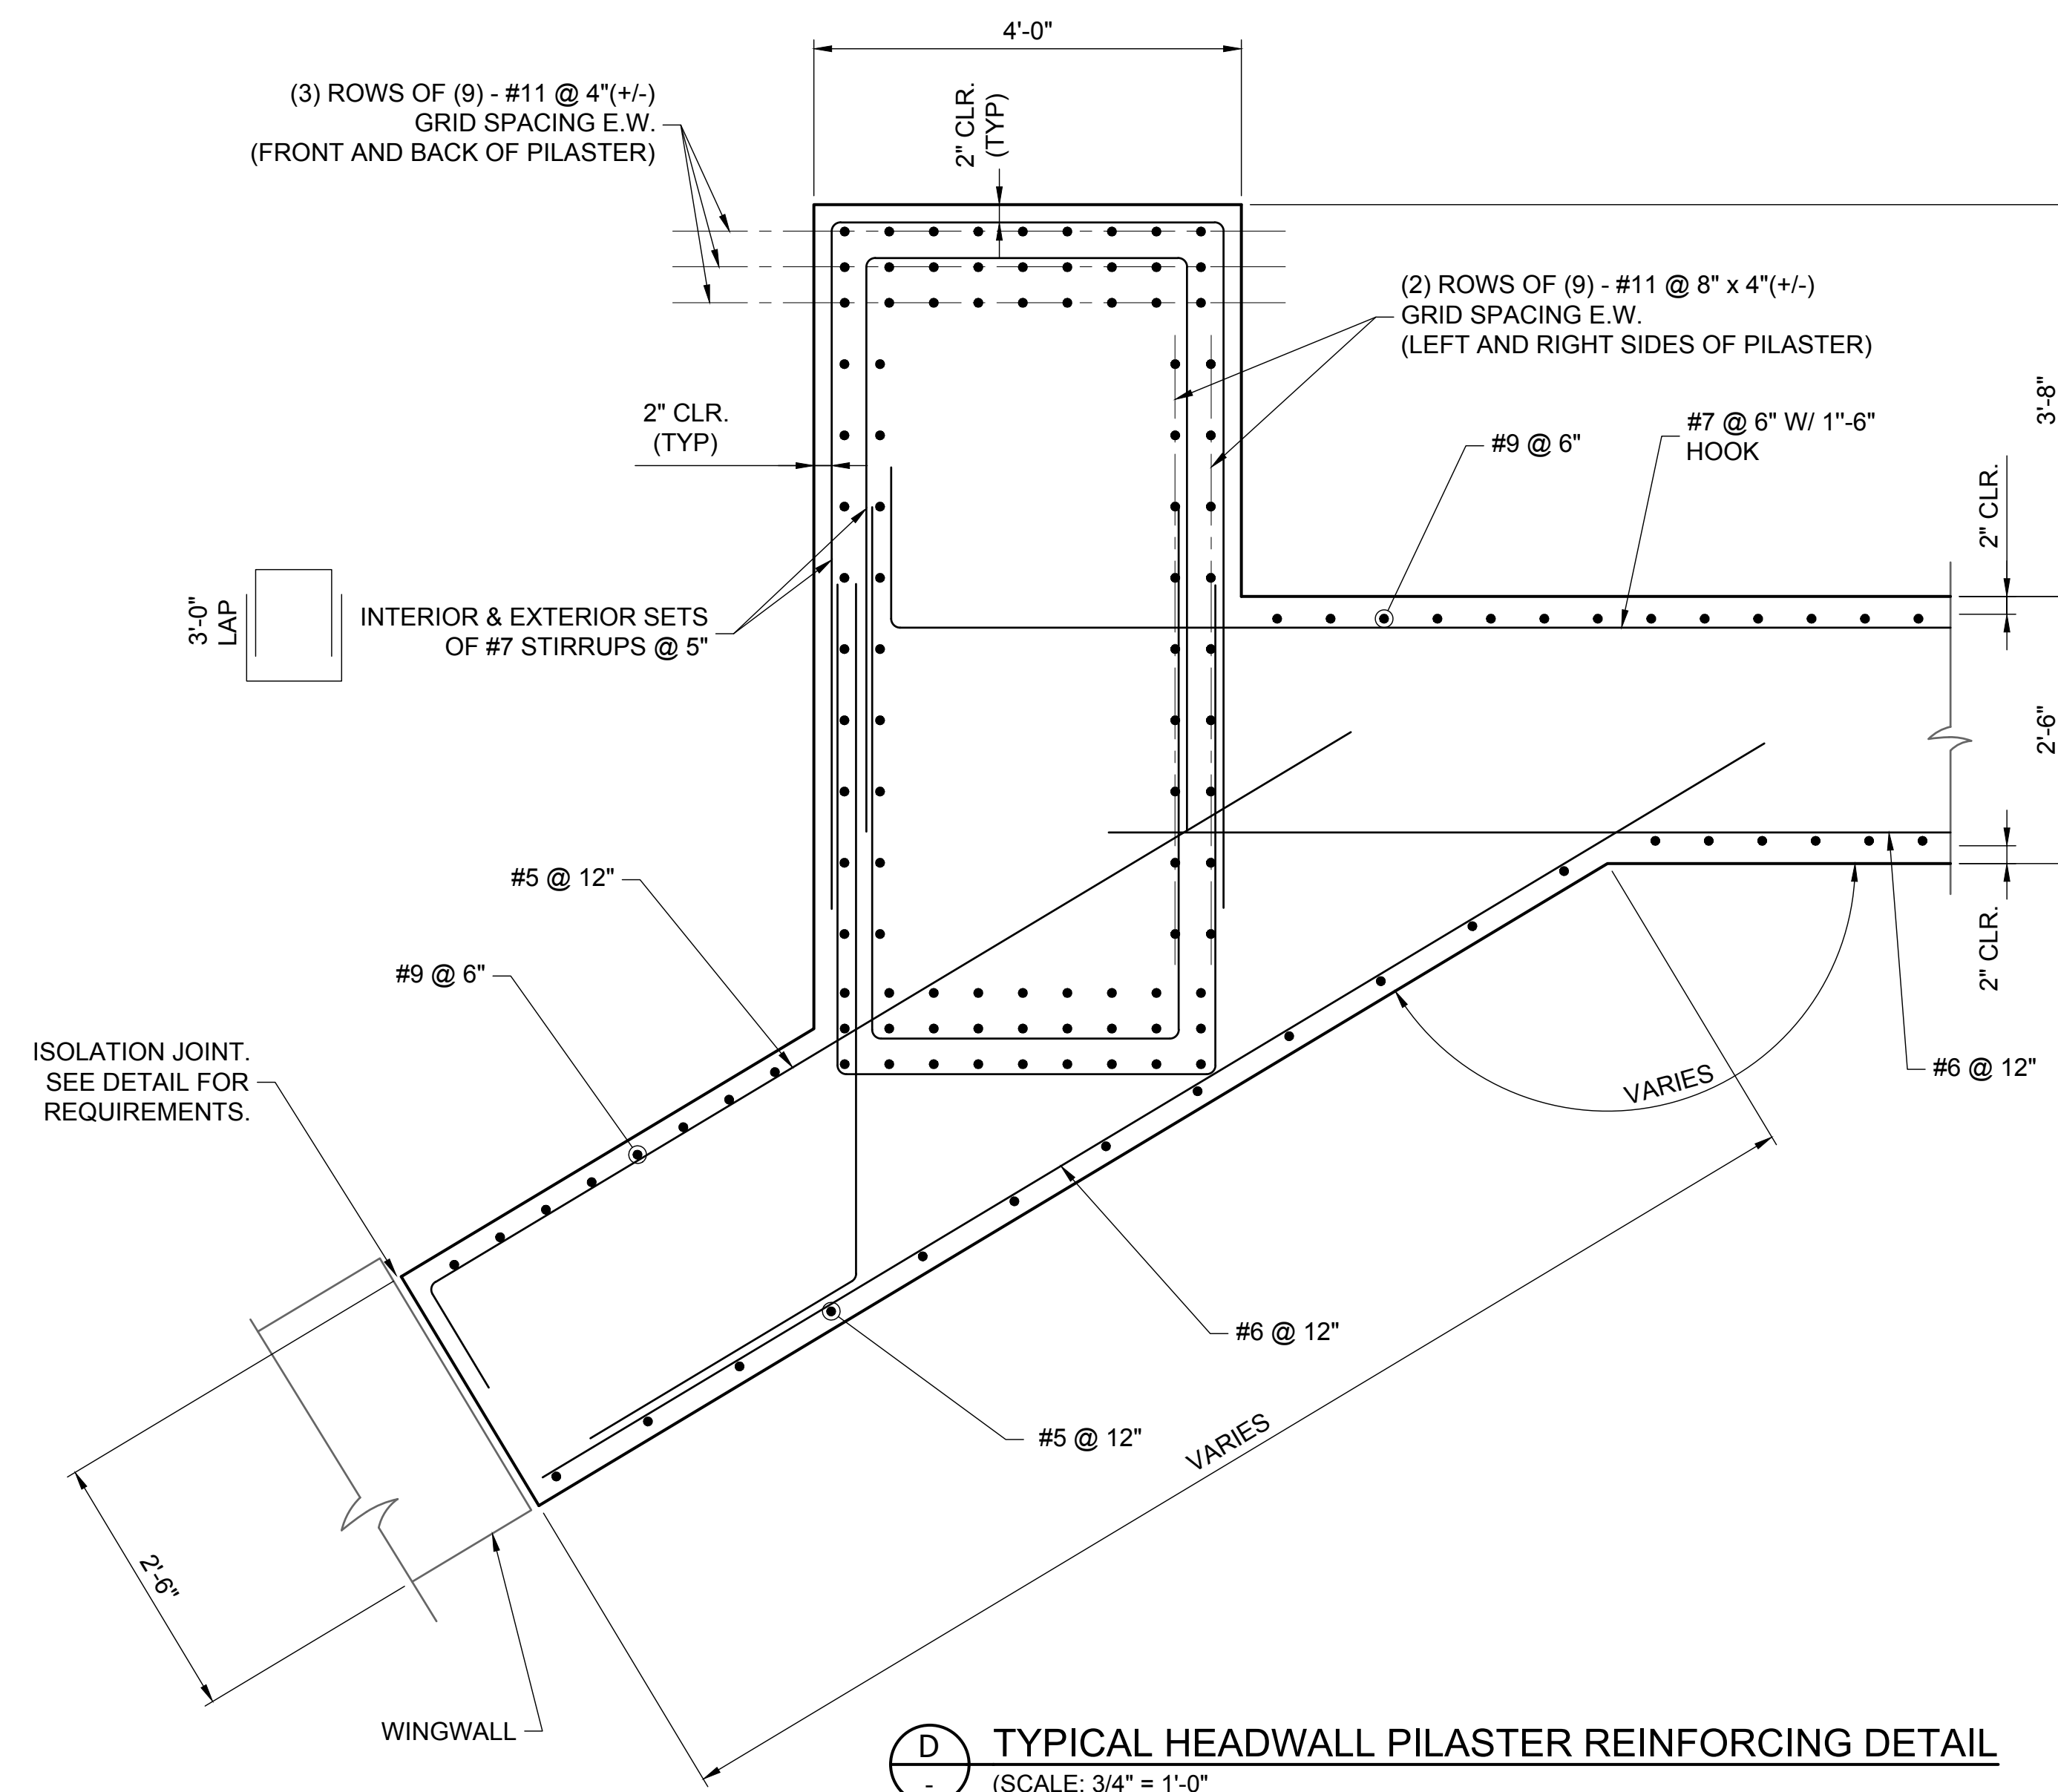 4'-0"
(3) ROWS OF (9) - #11 @ 4"(+/-)
GRID SPACING E.W.
(FRONT AND BACK OF PILASTER)
2" CLR.
(TYP)
(2) ROWS OF (9) - #11 @ 8" x 4"(+/-)
GRID SPACING E.W.
(LEFT AND RIGHT SIDES OF PILASTER)
3'-8"
2" CLR.
(TYP)
#9 @ 6"
#7 @ 6" W/ 1''-6"
HOOK
2" CLR.
3'-0"
LAP
INTERIOR & EXTERIOR SETS
OF #7 STIRRUPS @ 5"
2'-6"
#5 @ 12"
#9 @ 6"
2" CLR.
ISOLATION JOINT.
SEE DETAIL FOR
REQUIREMENTS.
VARIES
#6 @ 12"
#6 @ 12"
#5 @ 12"
VARIES
2'-6"
WINGWALL
D
-
TYPICAL HEADWALL PILASTER REINFORCING DETAIL
(SCALE: 3/4" = 1'-0"